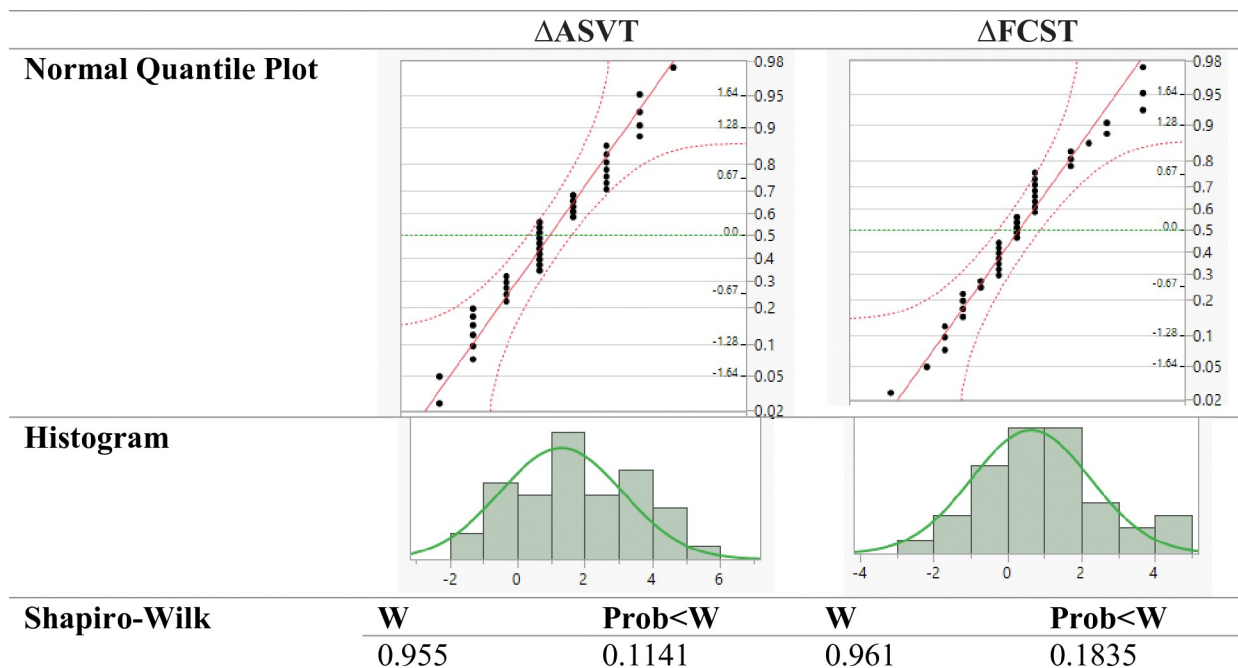 ΔASVT ΔFCST
Normal Quantile Plot
0.98 0.98
1.64 0.95 1.64 0.95
1.28 0.9 1.28 0.9
0.8 0.8
0.67 0.7 0.67 0.7
0.6 0.6
0.0 0.5 0.0 0.5
0.4 0.4
-0.67 0.3 -0.67 0.3
0.2 0.2
-1.28 0.1 -1.28 0.1
-1.64 0.05 -1.64 0.05
0.02 0.02
Histogram
-2 0 2 4 6 -4 -2 0 2 4
Shapiro-Wilk W Prob<W W Prob<W
0.955 0.1141 0.961 0.1835